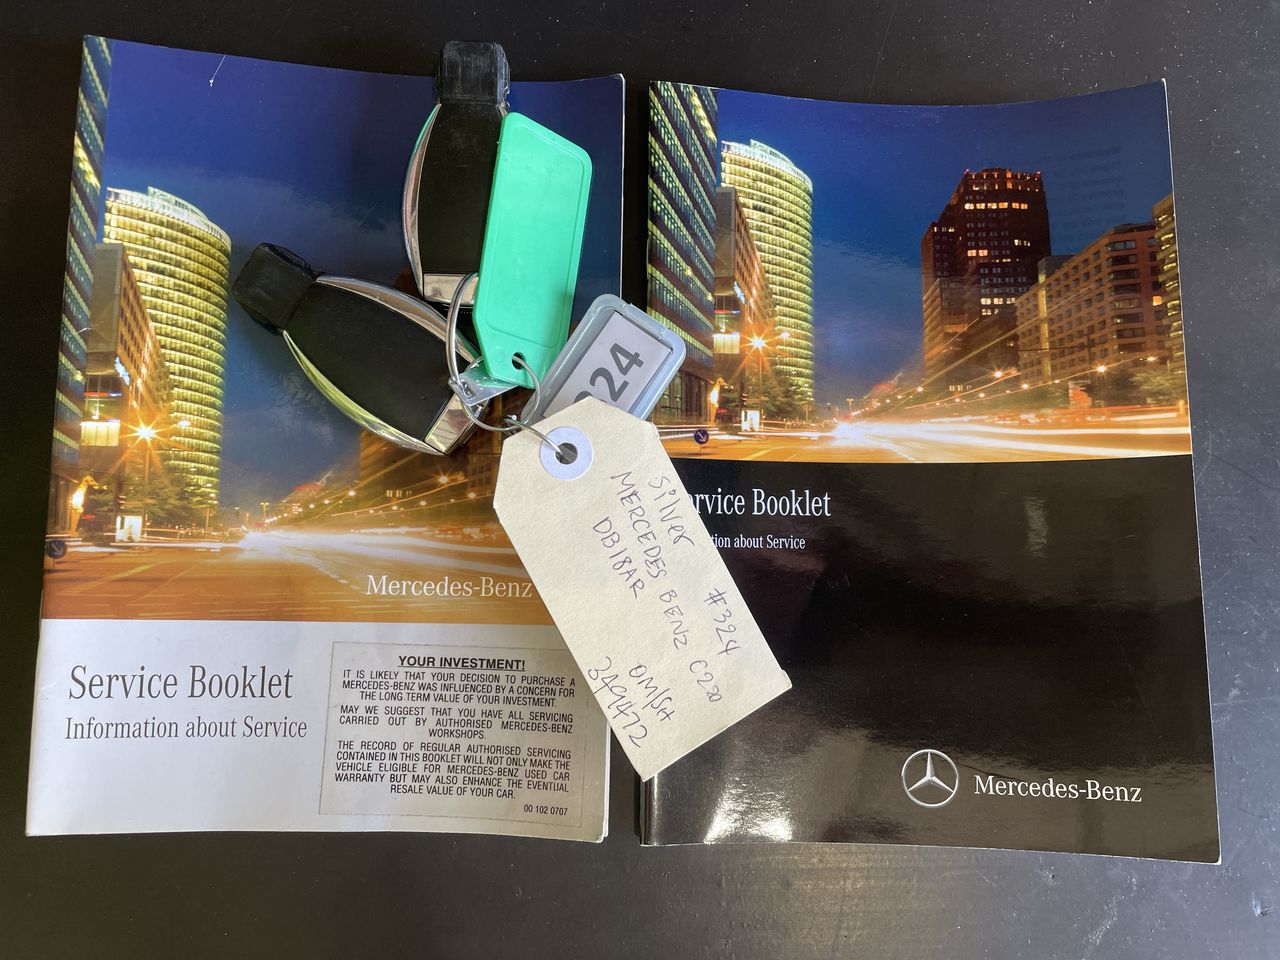 Mercedes-Benz
Service Booklet
Information about Service
YOUR INVESTMENT!
IT IS LIKELY THAT YOUR DECISION TO PURCHASE A
MERCEDES-BENZ WAS INFLUENCED BY A CONCERN FOR
THE LONG TERM VALUE OF YOUR INVESTMENT.
MAY WE SUGGEST THAT YOU HAVE ALL SERVICING
CARRIED OUT BY AUTHORISED MERCEDES-BENZ
WORKSHOPS.
THE RECORD OF REGULAR AUTHORISED SERVICING
CONTAINED IN THIS BOOKLET WILL NOT ONLY MAKE THE
VEHICLE ELIGIBLE FOR MERCEDES-BENZ USED CAR
WARRANTY BUT MAY ALSO ENHANCE THE EVENTUAL
RESALE VALUE OF YOUR CAR.
00 102 0707
324
Silver #324
MERCEDES BENZ C220
DB18AR OM/SH
349472
rvice Booklet
tion about Service
Mercedes-Benz